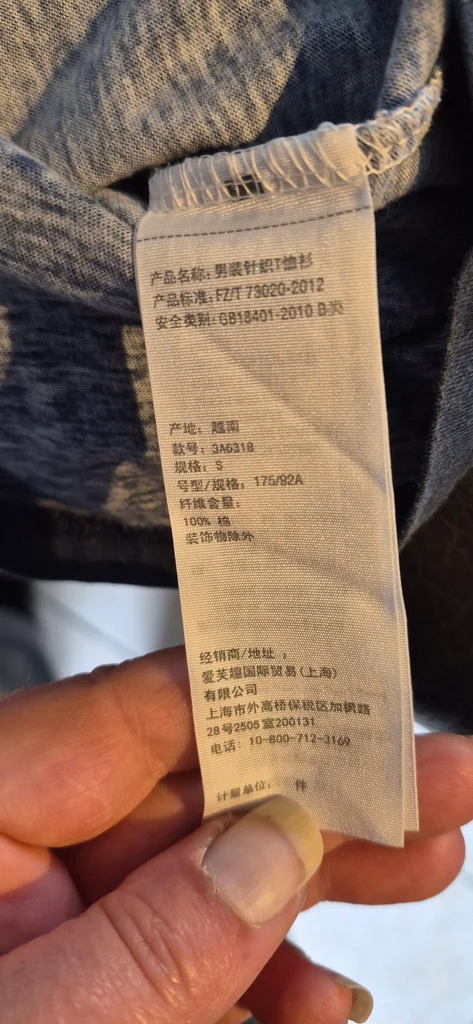 产品名称: 男装针织T恤衫
产品标准: FZ/T 73020-2012
安全类别: GB18401-2010 B类
产地: 越南
款号: 3A6318
规格: S
号型/规格: 175/92A
纤维含量:
100% 棉
装饰物除外
经销商/地址:
爱芙趣国际贸易(上海)
有限公司
上海市外高桥保税区加枫路
28号2505室200131
电话: 10-800-712-3169
计量单位: 件